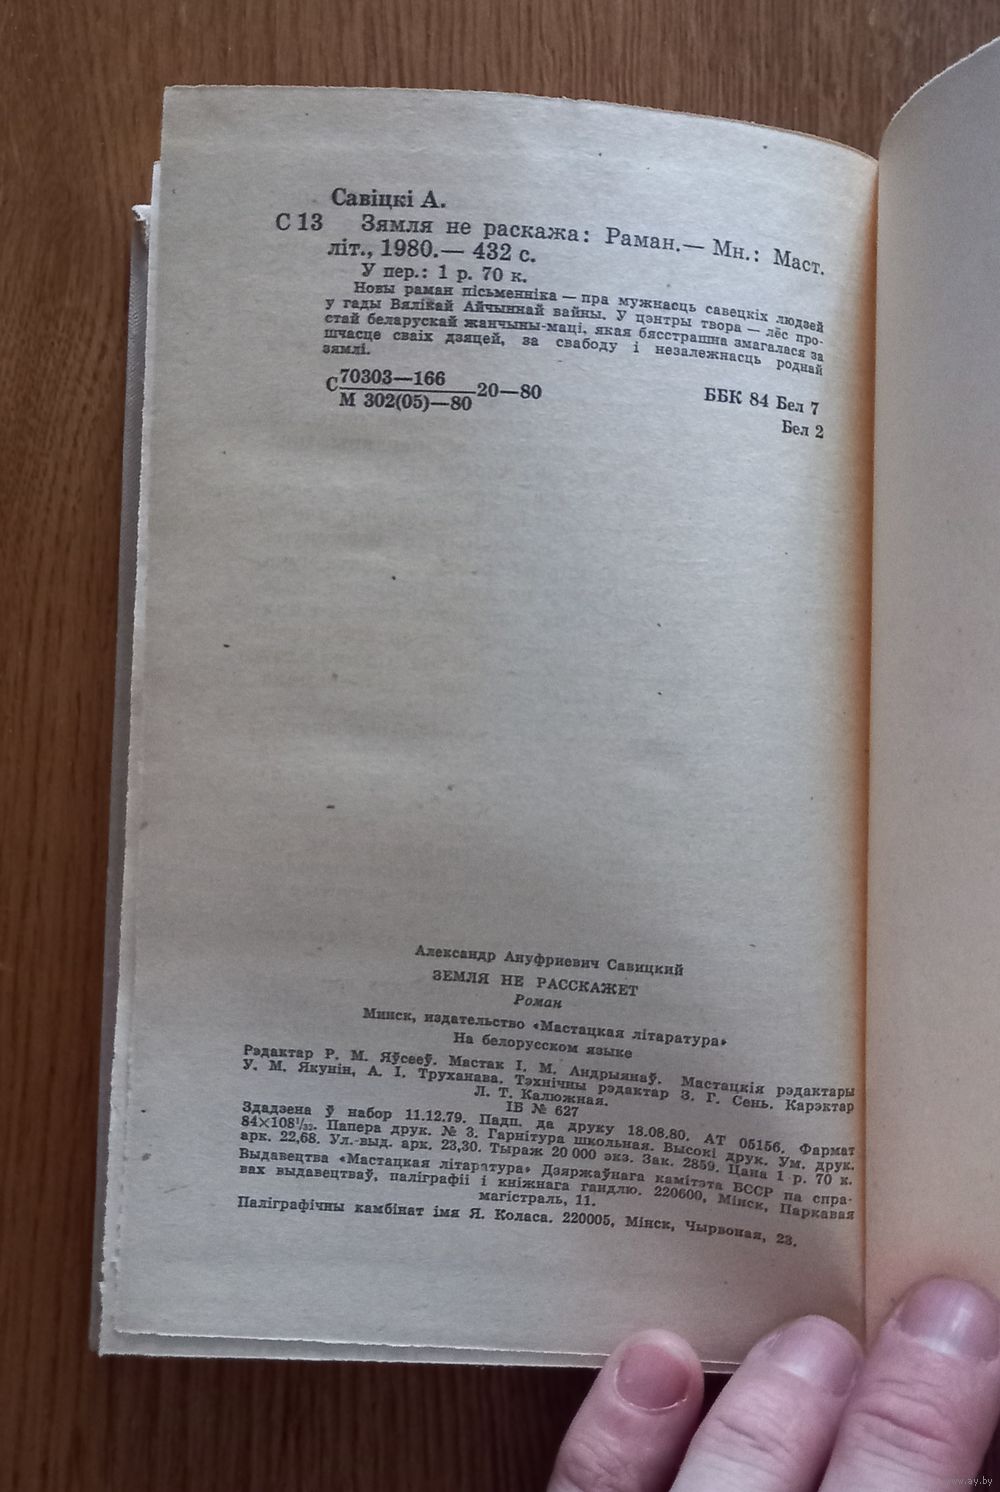 Савіцкі А.
С 13 Зямля не раскажа: Раман.— Мн.: Маст.
літ., 1980.— 432 с.
У пер.: 1 р. 70 к.
Новы раман пісьменніка — пра мужнасць савецкіх людзей
у гады Вялікай Айчыннай вайны. У цэнтры твора — лёс про-
стай беларускай жанчыны-маці, якая бясстрашна змагалася за
шчасце сваіх дзяцей, за свабоду і незалежнасць роднай
зямлі.
С 70303—166 20—80
М 302(05)—80
ББК 84 Бел 7
Бел 2
Александр Ануфриевич Савицкий
ЗЕМЛЯ НЕ РАССКАЖЕТ
Роман
Минск, издательство «Мастацкая літаратура»
На белорусском языке
Рэдактар Р. М. Яўсееў. Мастак І. М. Андрыянаў. Мастацкія рэдактары
У. М. Якунін, А. І. Труханава. Тэхнічны рэдактар З. Г. Сень. Карэктар
Л. Т. Калюжная.
ІБ № 627
Здадзена ў набор 11.12.79. Падп. да друку 18.08.80. АТ 05156. Фармат
84×108¹/₃₂. Папера друк. № 3. Гарнітура школьная. Высокі друк. Ум. друк.
арк. 22,68. Ул.-выд. арк. 23,30. Тыраж 20 000 экз. Зак. 2859. Цана 1 р. 70 к.
Выдавецтва «Мастацкая літаратура» Дзяржаўнага камітэта БССР па спра-
вах выдавецтваў, паліграфіі і кніжнага гандлю. 220600, Мінск, Паркавая
магістраль, 11.
Паліграфічны камбінат імя Я. Коласа. 220005, Мінск, Чырвоная, 23.
www.ay.by